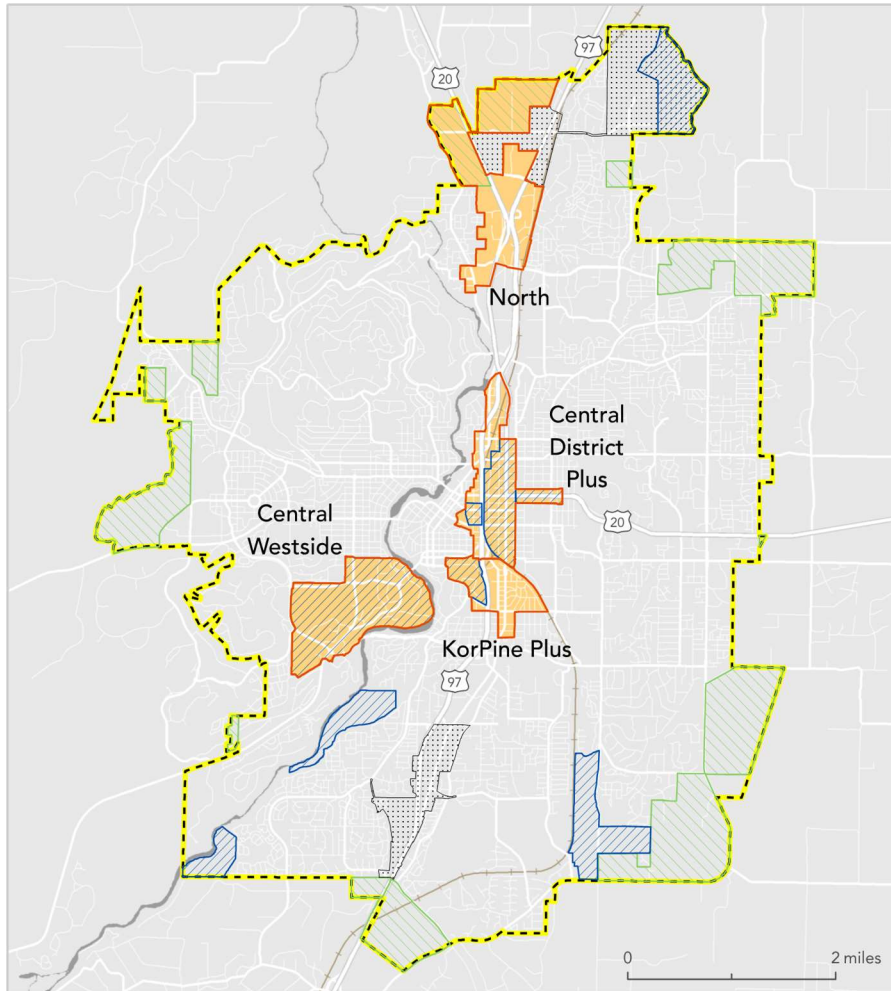 97
20
North
Central
District
Plus
20
Central
Westside
KorPine Plus
97
0 2 miles